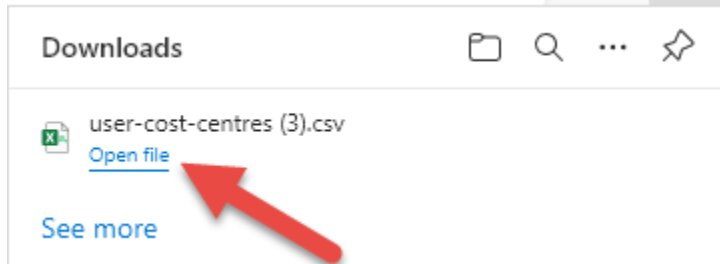 Downloads
user-cost-centres (3).csv
Open file
See more